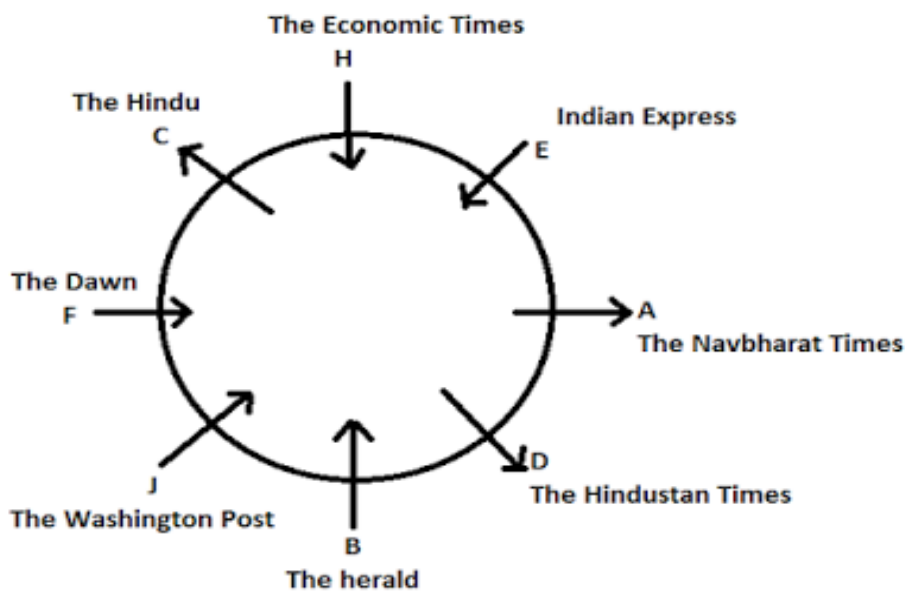 The Economic Times
H
The Hindu
C
Indian Express
E
The Dawn
F
A
The Navbharat Times
D
The Hindustan Times
J
The Washington Post
B
The herald